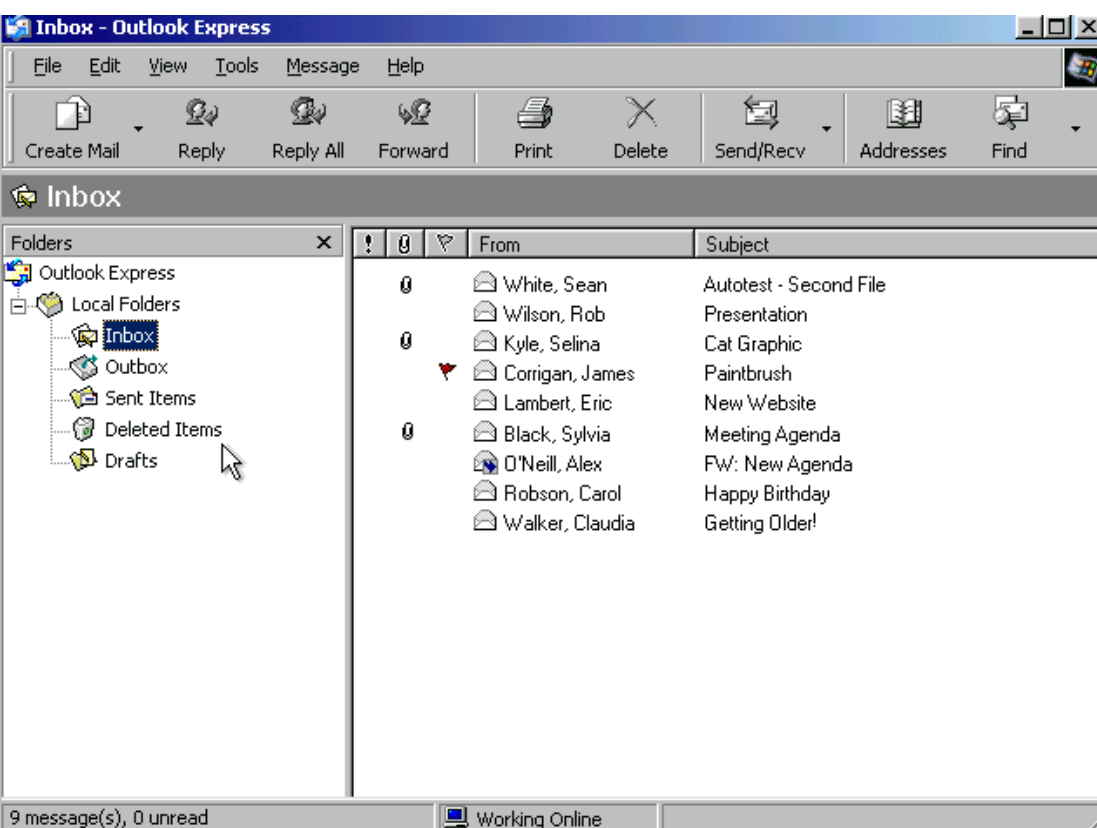 Inbox - Outlook Express
File Edit View Tools Message Help
Create Mail Reply Reply All Forward Print Delete Send/Recv Addresses Find
Inbox
Folders
Outlook Express
Local Folders
Inbox
Outbox
Sent Items
Deleted Items
Drafts
! From Subject
White, Sean Autotest - Second File
Wilson, Rob Presentation
Kyle, Selina Cat Graphic
Corrigan, James Paintbrush
Lambert, Eric New Website
Black, Sylvia Meeting Agenda
O'Neill, Alex FW: New Agenda
Robson, Carol Happy Birthday
Walker, Claudia Getting Older!
9 message(s), 0 unread Working Online